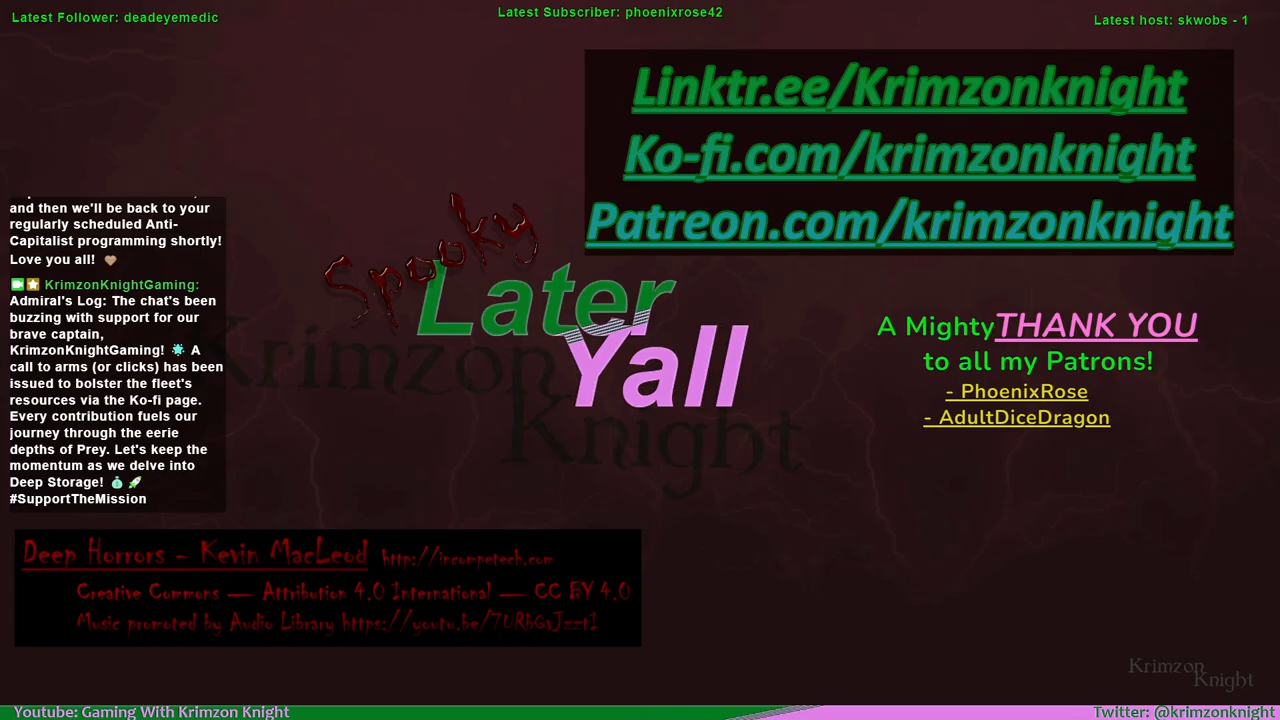 Latest Follower: deadeyemedic
Latest Subscriber: phoenixrose42
Latest host: skwobs - 1
Linktr.ee/Krimzonknight
Ko-fi.com/krimzonknight
Patreon.com/krimzonknight
and then we'll be back to your
regularly scheduled Anti-
Capitalist programming shortly!
Love you all! 🤎
KrimzonKnightGaming:
Admiral's Log: The chat's been
buzzing with support for our
brave captain,
KrimzonKnightGaming! 🌟 A
call to arms (or clicks) has been
issued to bolster the fleet's
resources via the Ko-fi page.
Every contribution fuels our
journey through the eerie
depths of Prey. Let's keep the
momentum as we delve into
Deep Storage! 💰🚀
#SupportTheMission
Spooky
Later
Yall
Krimzon
Knight
A Mighty THANK YOU
to all my Patrons!
- PhoenixRose
- AdultDiceDragon
Deep Horrors - Kevin MacLeod http://incompetech.com
Creative Commons — Attribution 4.0 International — CC BY 4.0
Music promoted by Audio Library
Krimzon
Knight
Youtube: Gaming With Krimzon Knight
Twitter: @krimzonknight